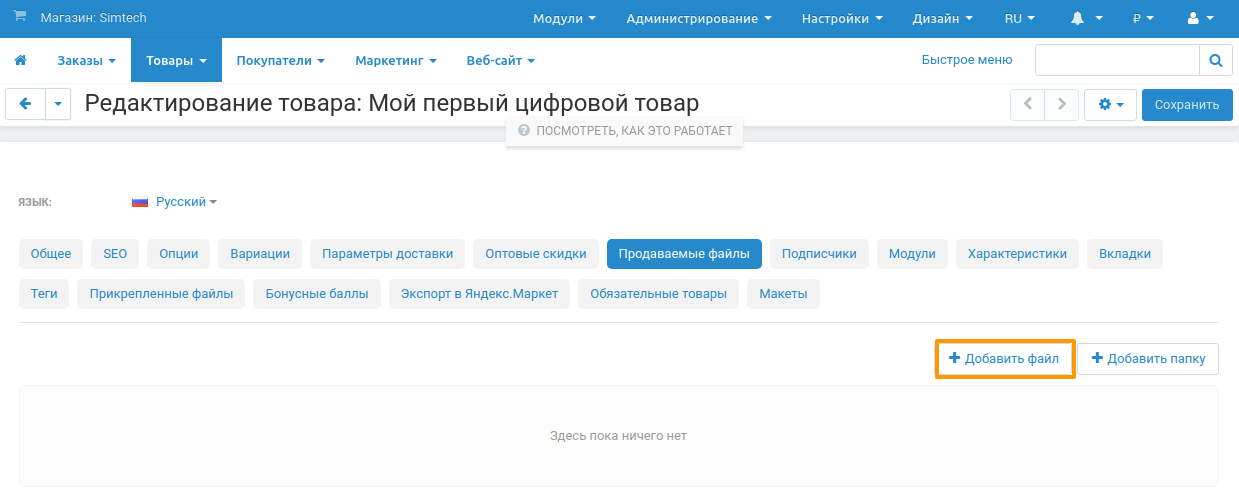 Магазин: Simtech Модули Администрирование Настройки Дизайн RU ₽
Заказы Товары Покупатели Маркетинг Веб-сайт Быстрое меню
Редактирование товара: Мой первый цифровой товар Сохранить
ПОСМОТРЕТЬ, КАК ЭТО РАБОТАЕТ
ЯЗЫК: Русский
Общее SEO Опции Вариации Параметры доставки Оптовые скидки Продаваемые файлы Подписчики Модули Характеристики Вкладки
Теги Прикрепленные файлы Бонусные баллы Экспорт в Яндекс.Маркет Обязательные товары Макеты
Добавить файл Добавить папку
Здесь пока ничего нет